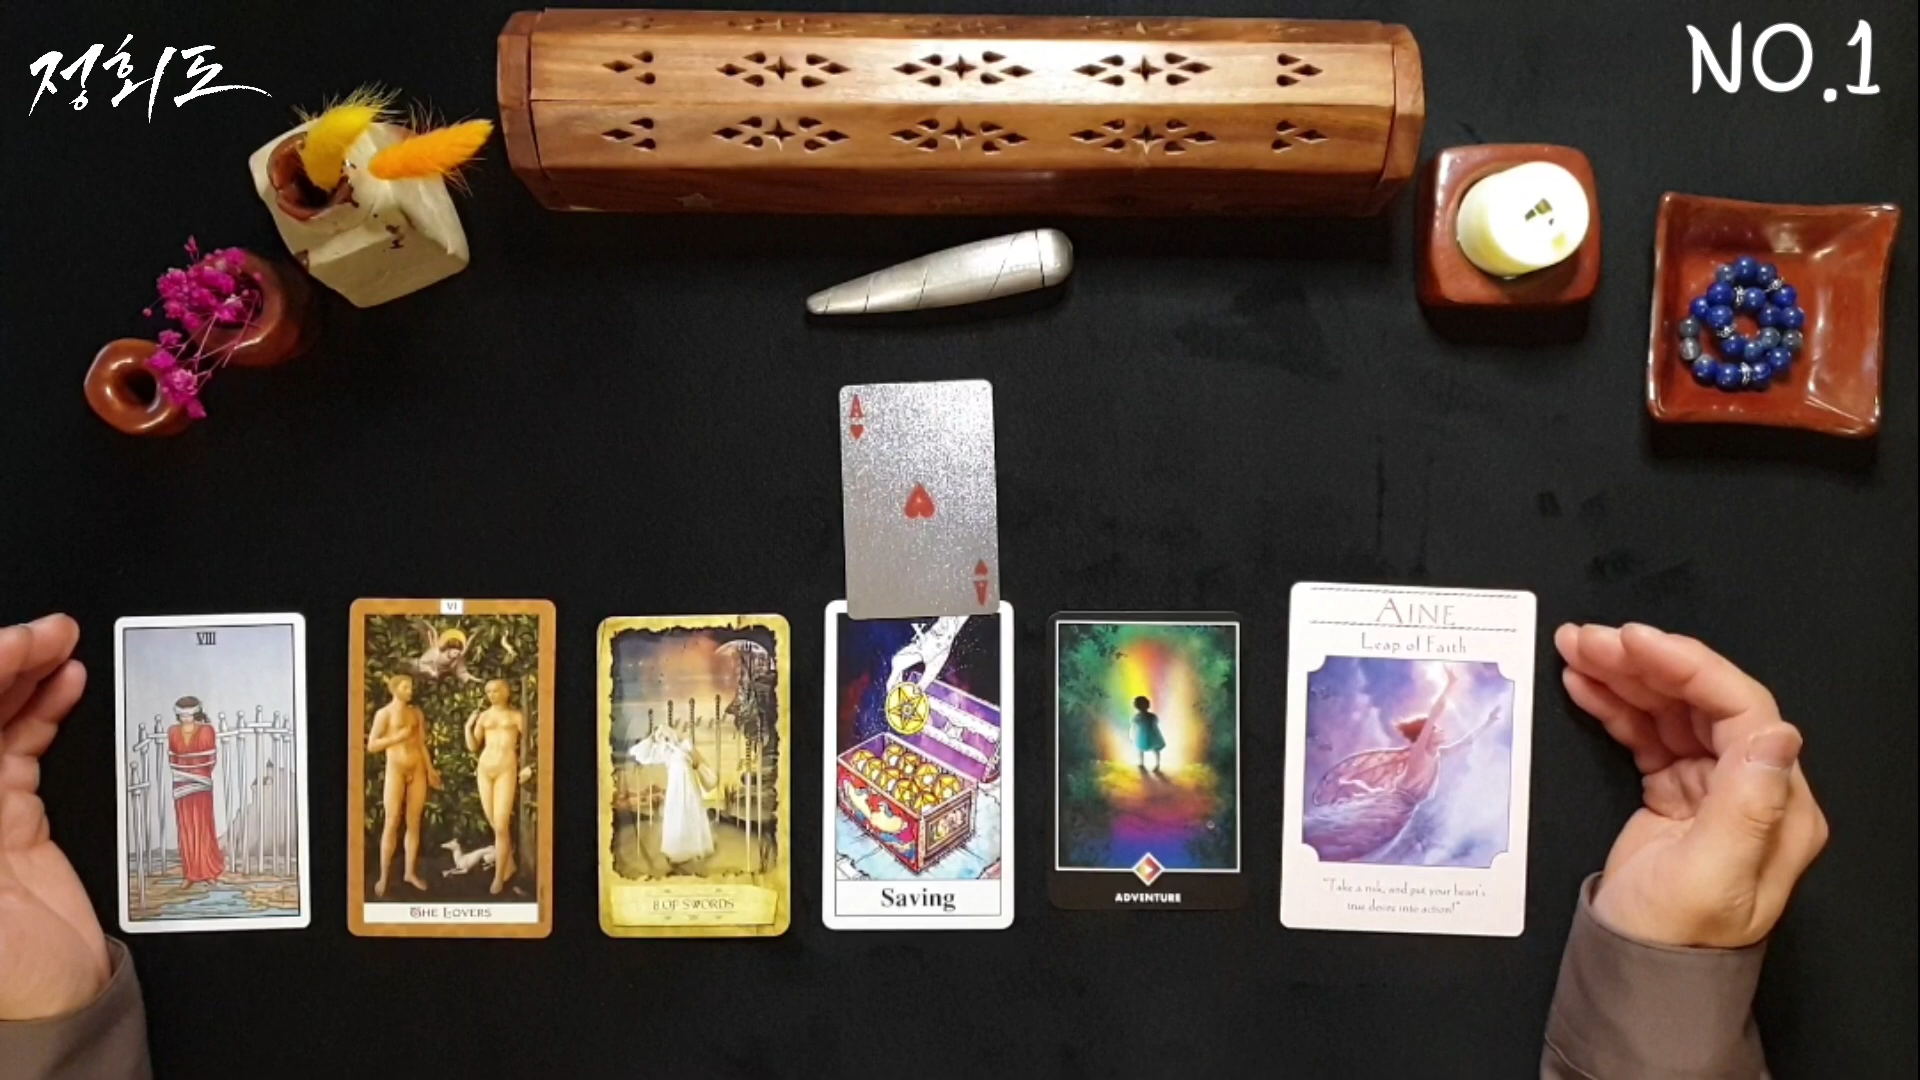 정회도
NO.1
A
A
VIII
VI
THE LOVERS
8 OF SWORDS
X
Saving
ADVENTURE
AINE
Leap of Faith
"Take a risk, and put your heart's
true desire into action!"